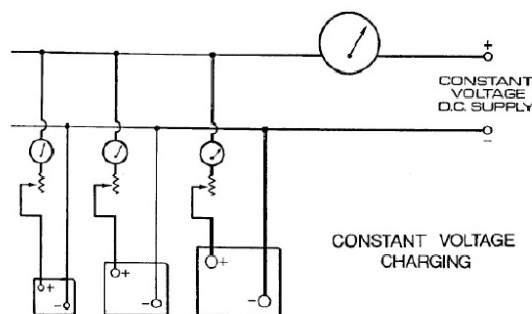 +
CONSTANT
VOLTAGE
D.C. SUPPLY
-
CONSTANT VOLTAGE
CHARGING
+
-
+
-
+
-